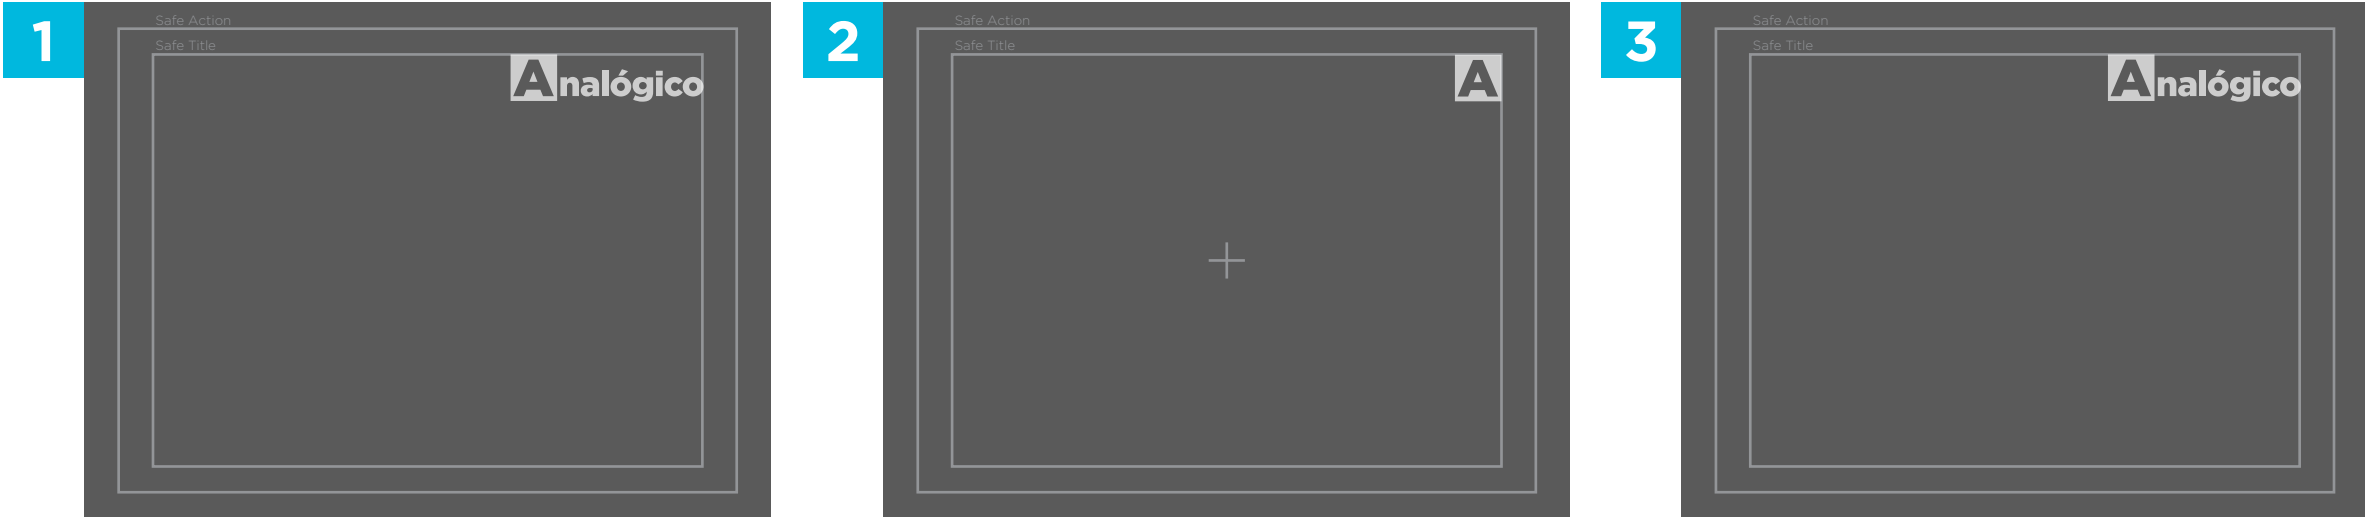 1
Safe Action
Safe Title
Analógico
2
Safe Action
Safe Title
A
3
Safe Action
Safe Title
Analógico